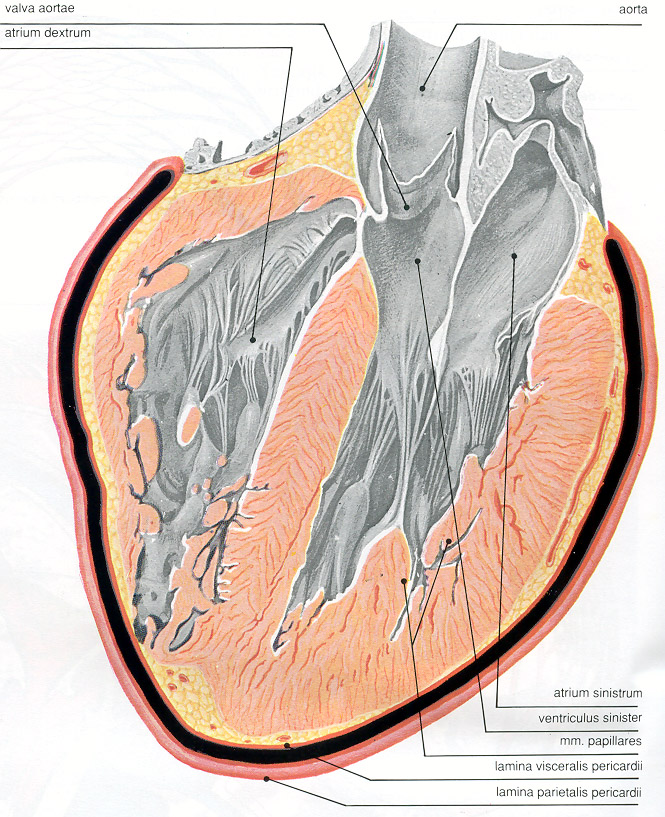 valva aortae
aorta
atrium dextrum
atrium sinistrum
ventriculus sinister
mm. papillares
lamina visceralis pericardii
lamina parietalis pericardii